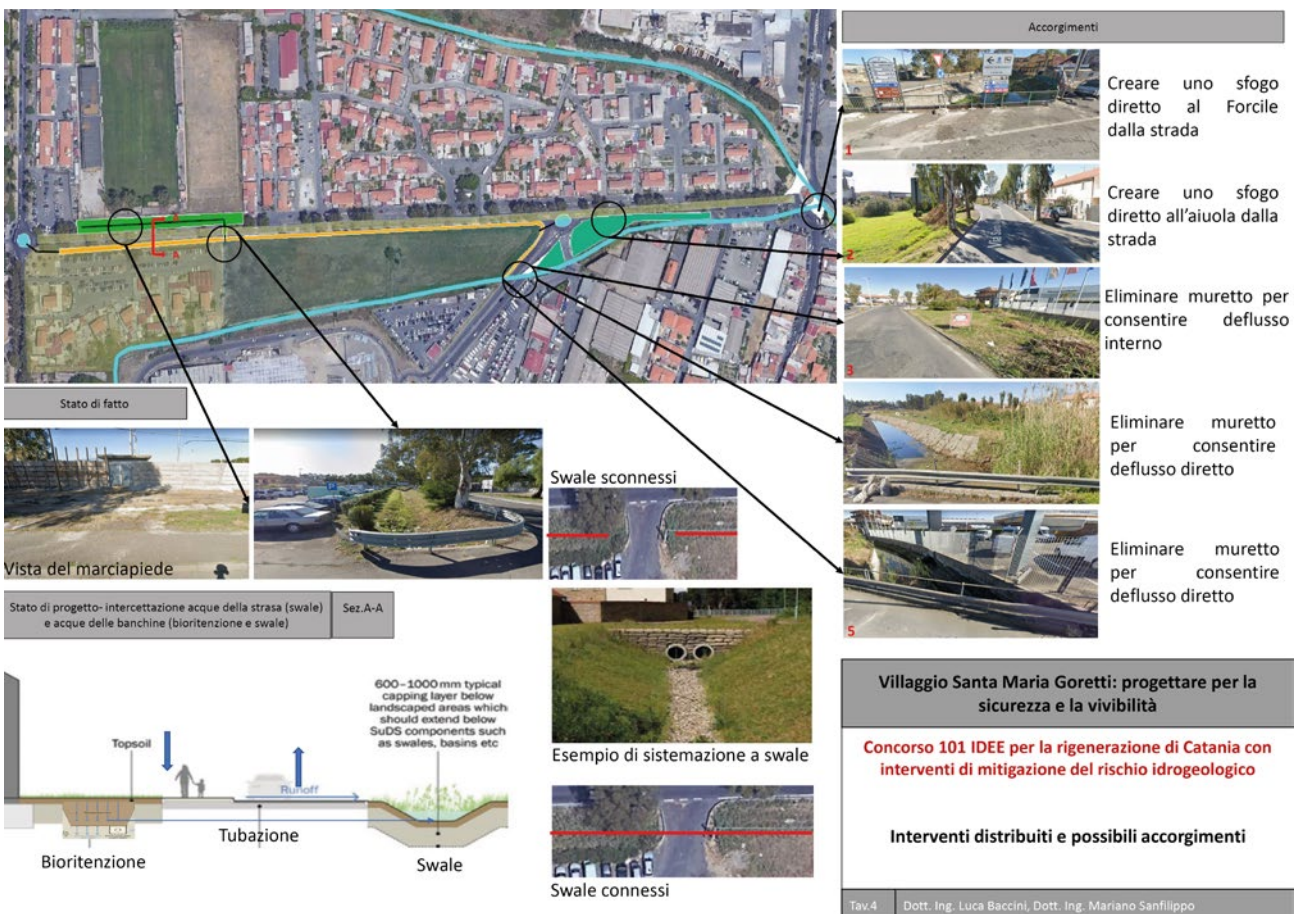 Accorgimenti
1
Creare uno sfogo
diretto al Forcile
dalla strada
2
Creare uno sfogo
diretto all'aiuola dalla
strada
3
Eliminare muretto per
consentire deflusso
interno
Eliminare muretto
per consentire
deflusso diretto
5
Eliminare muretto
per consentire
deflusso diretto
A
A
Stato di fatto
Vista del marciapiede
Swale sconnessi
Stato di progetto- intercettazione acque della strasa (swale)
e acque delle banchine (bioritenzione e swale)
Sez.A-A
600–1000mm typical
capping layer below
landscaped areas which
should extend below
SuDS components such
as swales, basins etc
Topsoil
Runoff
Bioritenzione
Tubazione
Swale
Esempio di sistemazione a swale
Swale connessi
Villaggio Santa Maria Goretti: progettare per la
sicurezza e la vivibilità
Concorso 101 IDEE per la rigenerazione di Catania con
interventi di mitigazione del rischio idrogeologico
Interventi distribuiti e possibili accorgimenti
Tav.4
Dott. Ing. Luca Baccini, Dott. Ing. Mariano Sanfilippo